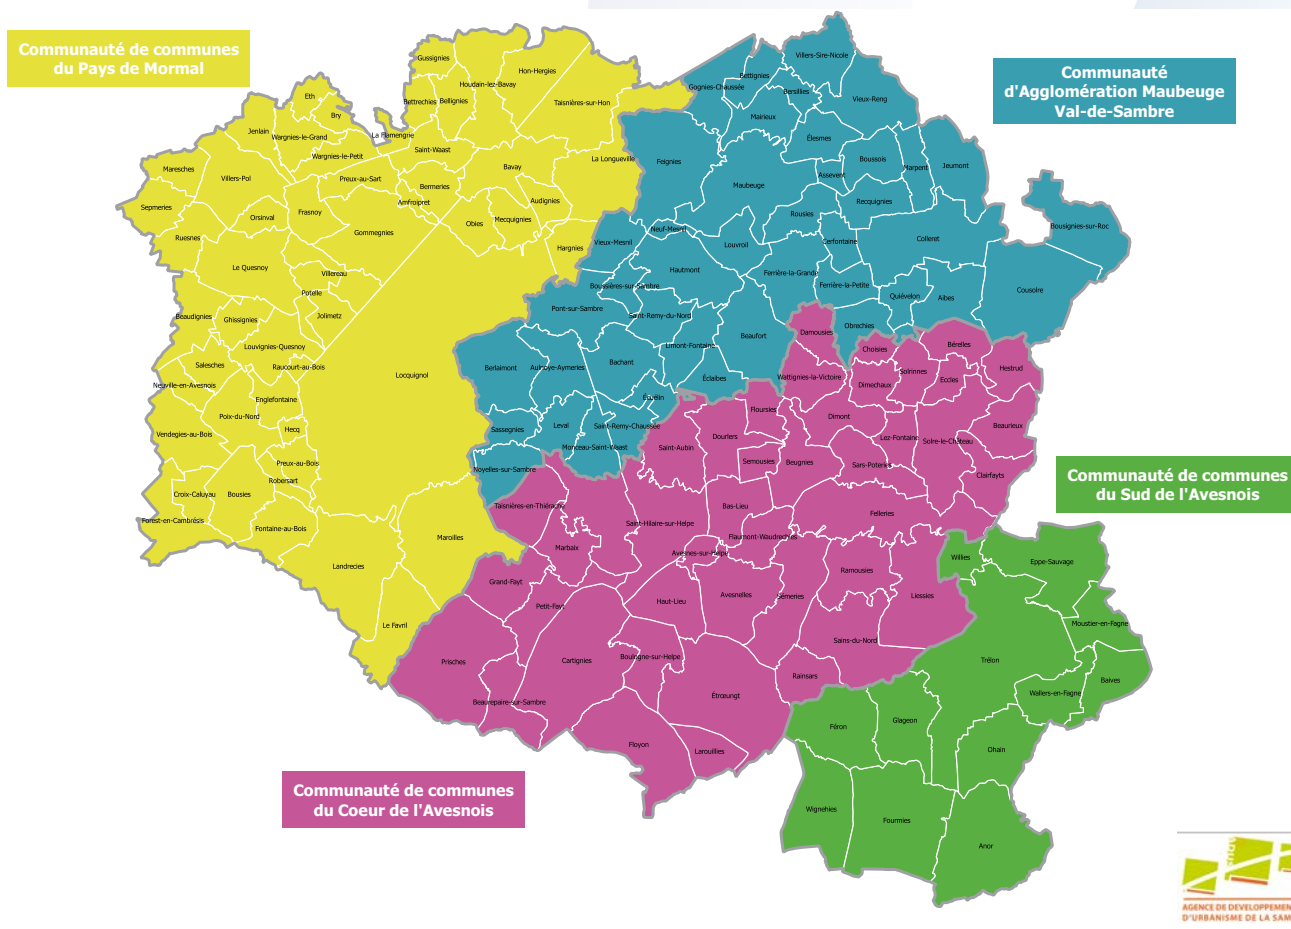 Communauté de communes
du Pays de Mormal
Communauté
d'Agglomération Maubeuge
Val-de-Sambre
Communauté de communes
du Sud de l'Avesnois
Communauté de communes
du Coeur de l'Avesnois
Gussignies
Hon-Hergies
Houdain-lez-Bavay
Bettrechies
Bellignies
Taisnières-sur-Hon
Eth
Bry
La Flamengrie
Jenlain
Wargnies-le-Grand
Wargnies-le-Petit
Saint-Waast
La Longueville
Bavay
Maresches
Villers-Pol
Preux-au-Sart
Bermeries
Amfroipret
Audignies
Sepmeries
Orsinval
Frasnoy
Gommegnies
Obies
Mecquignies
Ruesnes
Hargnies
Le Quesnoy
Villereau
Potelle
Jolimetz
Beaudignies
Ghissignies
Louvignies-Quesnoy
Salesches
Raucourt-au-Bois
Locquignol
Neuville-en-Avesnois
Englefontaine
Poix-du-Nord
Vendegies-au-Bois
Hecq
Preux-au-Bois
Robersart
Croix-Caluyau
Bousies
Forest-en-Cambrésis
Fontaine-au-Bois
Landrecies
Maroilles
Le Favril
Villers-Sire-Nicole
Bettignies
Gognies-Chaussée
Bersillies
Vieux-Reng
Mairieux
Élesmes
Feignies
Boussois
Marpent
Jeumont
Assevent
Maubeuge
Recquignies
Rousies
Bousignies-sur-Roc
Neuf-Mesnil
Vieux-Mesnil
Louvroil
Cerfontaine
Colleret
Hautmont
Ferrière-la-Grande
Boussières-sur-Sambre
Ferrière-la-Petite
Quiévelon
Aibes
Cousolre
Pont-sur-Sambre
Saint-Remy-du-Nord
Obrechies
Beaufort
Limont-Fontaine
Berlaimont
Aulnoye-Aymeries
Bachant
Éclaibes
Écuélin
Sassegnies
Leval
Saint-Remy-Chaussée
Monceau-Saint-Waast
Noyelles-sur-Sambre
Damousies
Choisies
Bérelles
Wattignies-la-Victoire
Solrinnes
Eccles
Hestrud
Dimechaux
Floursies
Dimont
Beaurieux
Dourlers
Lez-Fontaine
Solre-le-Château
Saint-Aubin
Semousies
Beugnies
Sars-Poteries
Clairfayts
Taisnières-en-Thiérache
Bas-Lieu
Felleries
Saint-Hilaire-sur-Helpe
Flaumont-Waudrechies
Marbaix
Avesnes-sur-Helpe
Grand-Fayt
Ramousies
Petit-Fayt
Haut-Lieu
Avesnelles
Sémeries
Liessies
Sains-du-Nord
Prisches
Cartignies
Boulogne-sur-Helpe
Rainsars
Beaurepaire-sur-Sambre
Étrœungt
Floyon
Larouillies
Willies
Eppe-Sauvage
Moustier-en-Fagne
Trélon
Baives
Wallers-en-Fagne
Féron
Glageon
Ohain
Wignehies
Fourmies
Anor
AGENCE DE DEVELOPPEMEN
D'URBANISME DE LA SAM